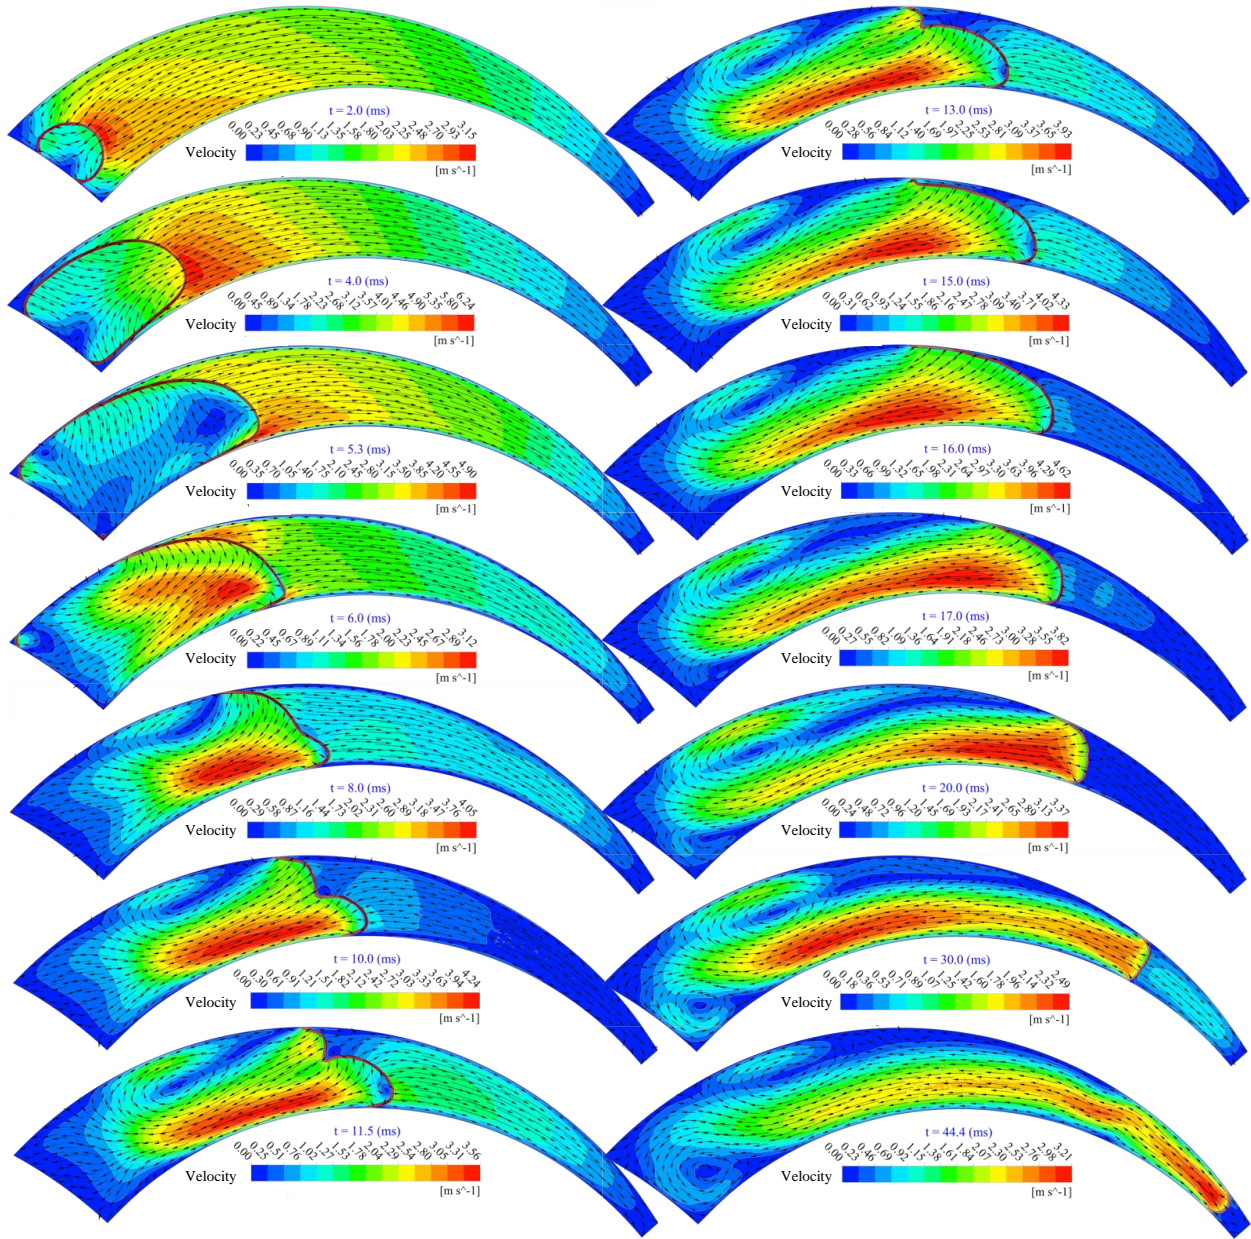 t = 2.0 (ms)
0.00 0.23 0.45 0.68 0.90 1.13 1.35 1.58 1.80 2.03 2.25 2.48 2.70 2.93 3.15
Velocity
[m s^-1]
t = 4.0 (ms)
0.00 0.45 0.89 1.34 1.78 2.23 2.68 3.12 3.57 4.01 4.46 4.90 5.35 5.80 6.24
Velocity
[m s^-1]
t = 5.3 (ms)
0.00 0.35 0.70 1.05 1.40 1.75 2.10 2.45 2.80 3.15 3.50 3.85 4.20 4.55 4.90
Velocity
[m s^-1]
t = 6.0 (ms)
0.00 0.22 0.45 0.67 0.89 1.11 1.34 1.56 1.78 2.00 2.23 2.45 2.67 2.89 3.12
Velocity
[m s^-1]
t = 8.0 (ms)
0.00 0.29 0.58 0.87 1.16 1.44 1.73 2.02 2.31 2.60 2.89 3.18 3.47 3.76 4.05
Velocity
[m s^-1]
t = 10.0 (ms)
0.00 0.30 0.61 0.91 1.21 1.51 1.82 2.12 2.42 2.72 3.03 3.33 3.63 3.94 4.24
Velocity
[m s^-1]
t = 11.5 (ms)
0.00 0.25 0.51 0.76 1.02 1.27 1.53 1.78 2.04 2.29 2.54 2.80 3.05 3.31 3.56
Velocity
[m s^-1]
t = 13.0 (ms)
0.00 0.28 0.56 0.84 1.12 1.40 1.69 1.97 2.25 2.53 2.81 3.09 3.37 3.65 3.93
Velocity
[m s^-1]
t = 15.0 (ms)
0.00 0.31 0.62 0.93 1.24 1.55 1.86 2.16 2.47 2.78 3.09 3.40 3.71 4.02 4.33
Velocity
[m s^-1]
t = 16.0 (ms)
0.00 0.33 0.66 0.99 1.32 1.65 1.98 2.31 2.64 2.97 3.30 3.63 3.96 4.29 4.62
Velocity
[m s^-1]
t = 17.0 (ms)
0.00 0.27 0.55 0.82 1.09 1.36 1.64 1.91 2.18 2.46 2.73 3.00 3.28 3.55 3.82
Velocity
[m s^-1]
t = 20.0 (ms)
0.00 0.24 0.48 0.72 0.96 1.20 1.45 1.69 1.93 2.17 2.41 2.65 2.89 3.13 3.37
Velocity
[m s^-1]
t = 30.0 (ms)
0.00 0.18 0.36 0.53 0.71 0.89 1.07 1.25 1.42 1.60 1.78 1.96 2.14 2.32 2.49
Velocity
[m s^-1]
t = 44.4 (ms)
0.00 0.23 0.46 0.69 0.92 1.15 1.38 1.61 1.84 2.07 2.30 2.53 2.76 2.98 3.21
Velocity
[m s^-1]